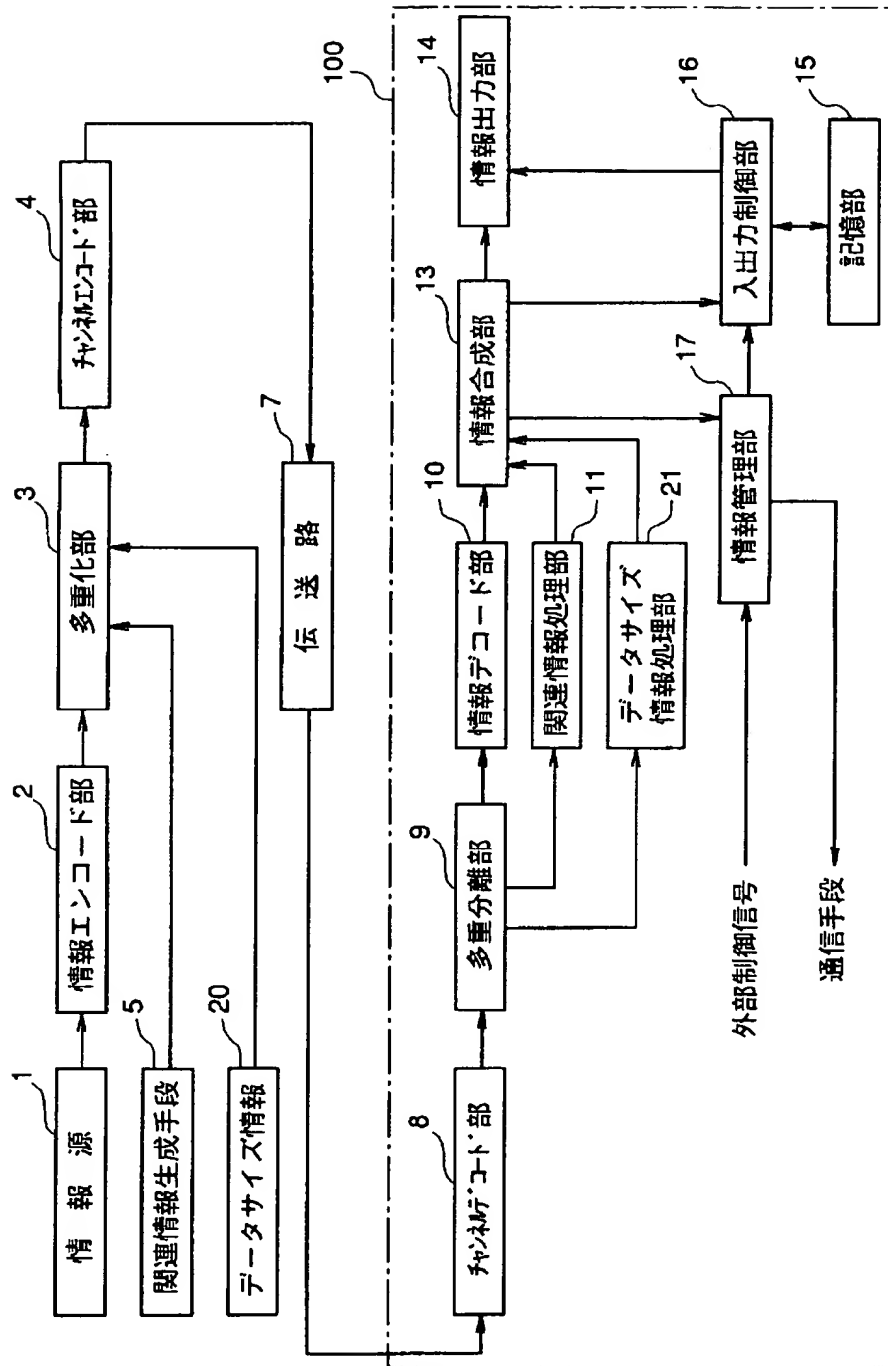 1
情報源
2
情報エンコード部
3
多重化部
4
チャンネルエンコード部
5
関連情報生成手段
20
データサイズ情報
7
伝送路
100
8
チャンネルデコード部
9
多重分離部
10
情報デコード部
11
関連情報処理部
21
データサイズ
情報処理部
13
情報合成部
14
情報出力部
17
情報管理部
16
入出力制御部
15
記憶部
外部制御信号
通信手段